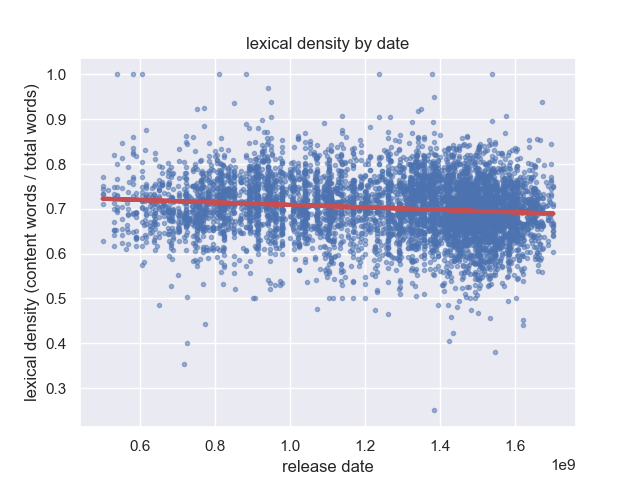 lexical density by date
lexical density (content words / total words)
1.0
0.9
0.8
0.7
0.6
0.5
0.4
0.3
0.6 0.8 1.0 1.2 1.4 1.6
1e9
release date